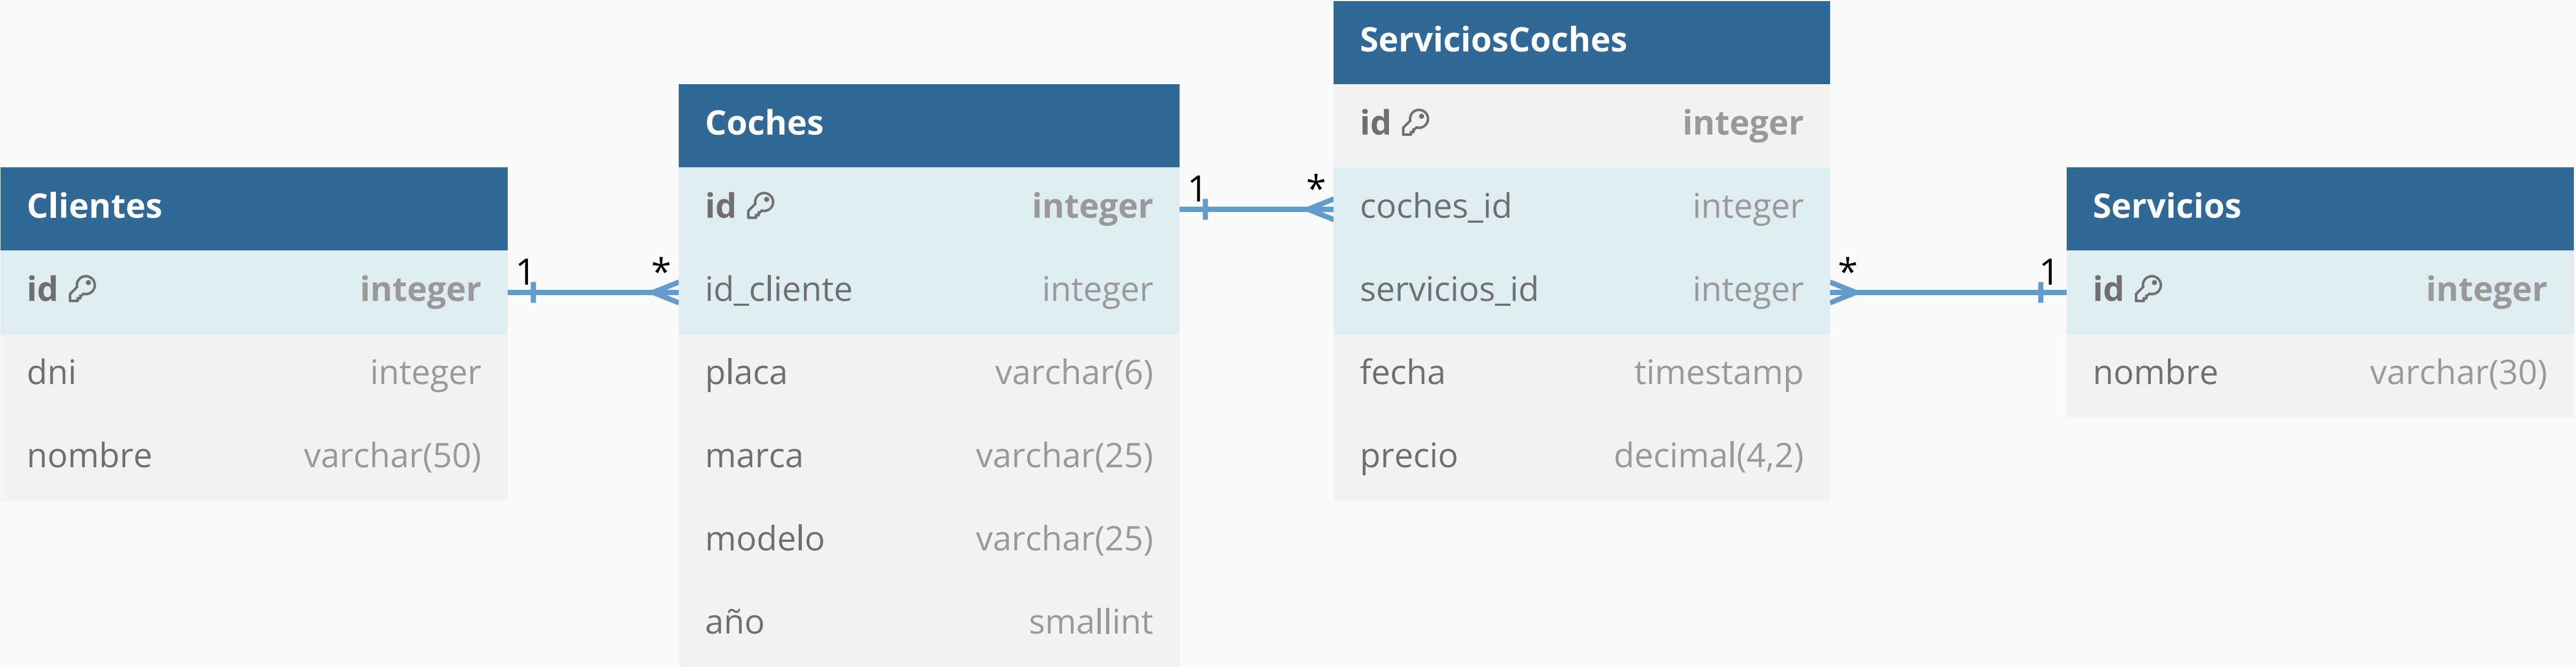 Clientes
id integer
dni integer
nombre varchar(50)
1 *
Coches
id integer
id_cliente integer
placa varchar(6)
marca varchar(25)
modelo varchar(25)
año smallint
1 *
ServiciosCoches
id integer
coches_id integer
servicios_id integer
fecha timestamp
precio decimal(4,2)
* 1
Servicios
id integer
nombre varchar(30)